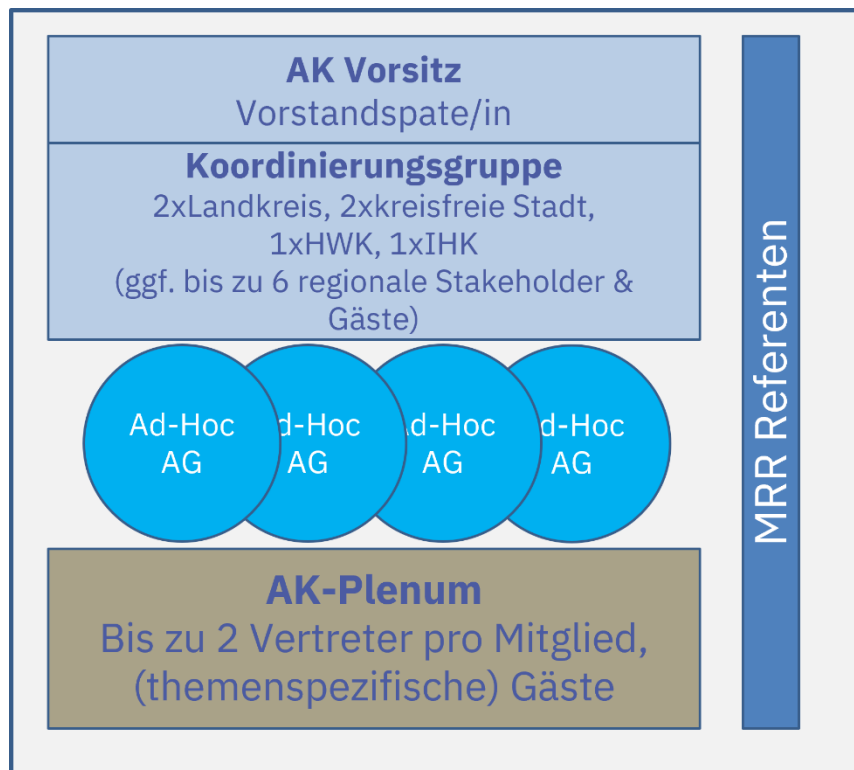 AK Vorsitz
Vorstandspate/in
Koordinierungsgruppe
2xLandkreis, 2xkreisfreie Stadt,
1xHWK, 1xIHK
(ggf. bis zu 6 regionale Stakeholder &
Gäste)
Ad-Hoc
AG
d-Hoc
AG
d-Hoc
AG
d-Hoc
AG
AK-Plenum
Bis zu 2 Vertreter pro Mitglied,
(themenspezifische) Gäste
MRR Referenten